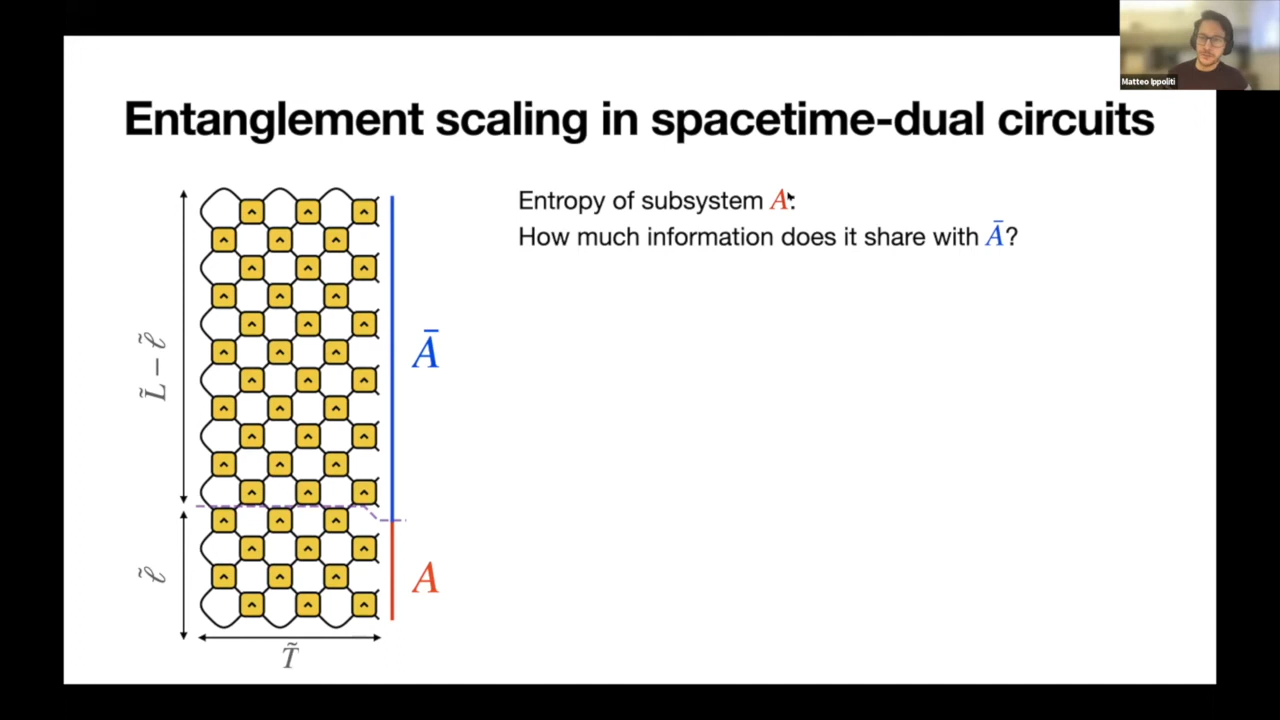 Matteo Ippoliti
Entanglement scaling in spacetime-dual circuits
Entropy of subsystem A:
How much information does it share with Ā?
L̃ − ℓ̃
Ā
ℓ̃
A
T̃